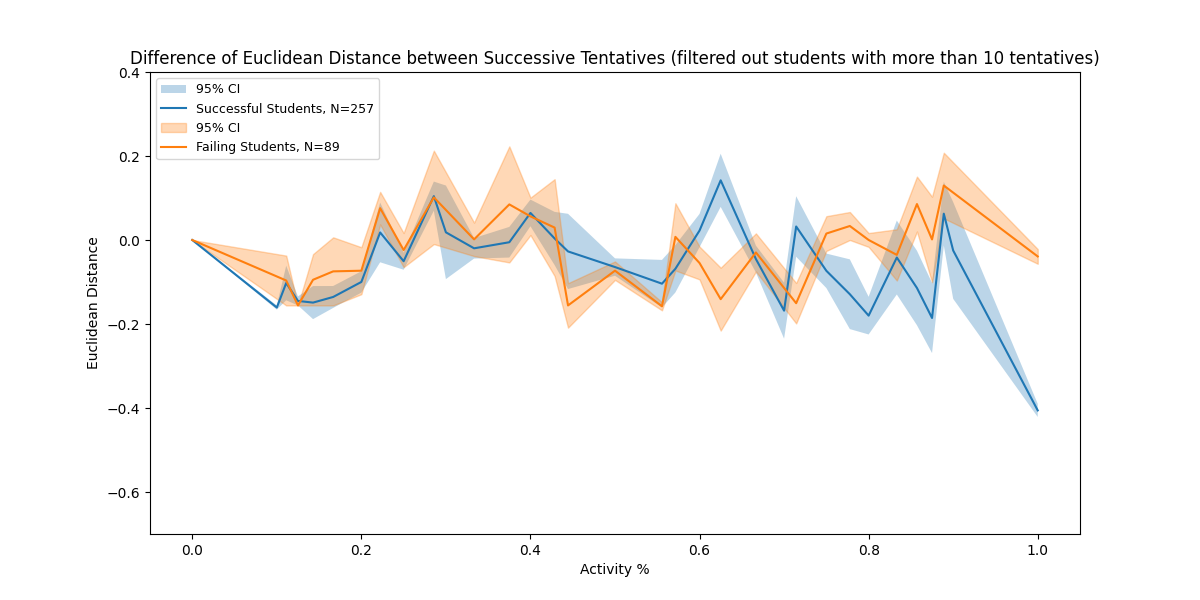 Difference of Euclidean Distance between Successive Tentatives (filtered out students with more than 10 tentatives)
95% CI
Successful Students, N=257
95% CI
Failing Students, N=89
Euclidean Distance
0.4
0.2
0.0
−0.2
−0.4
−0.6
0.0 0.2 0.4 0.6 0.8 1.0
Activity %